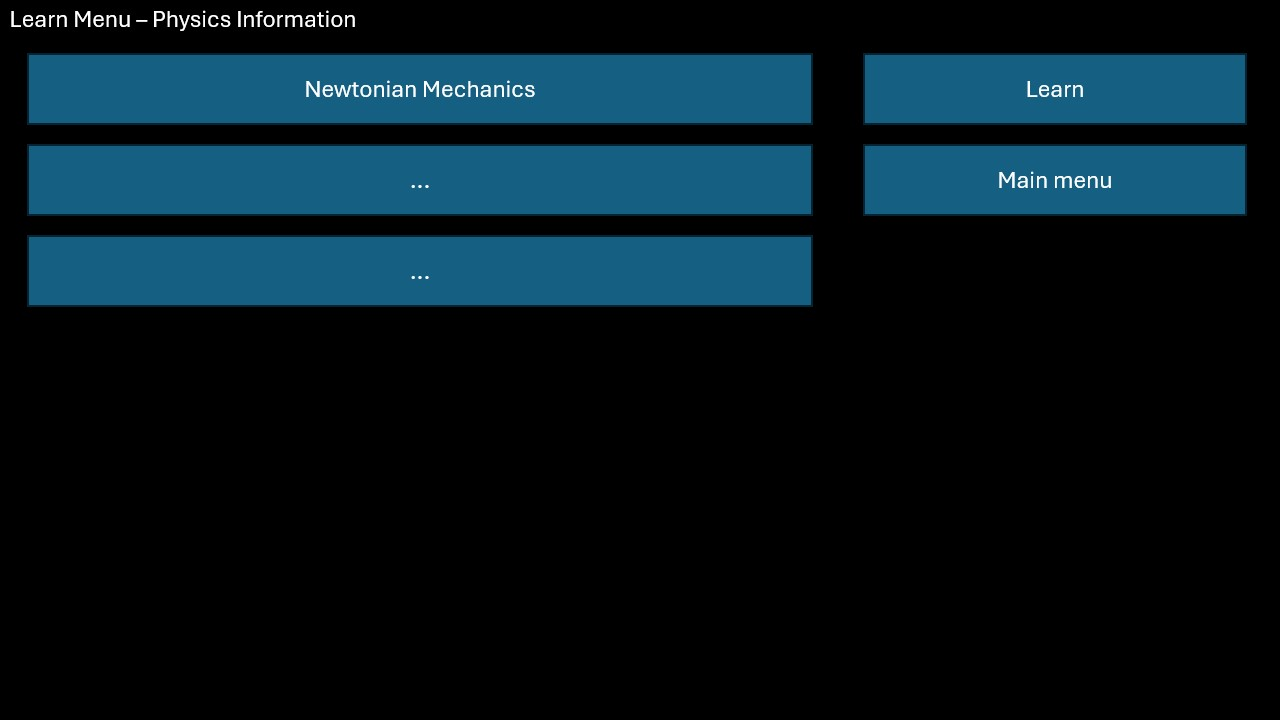 Learn Menu – Physics Information
Newtonian Mechanics
Learn
...
Main menu
...